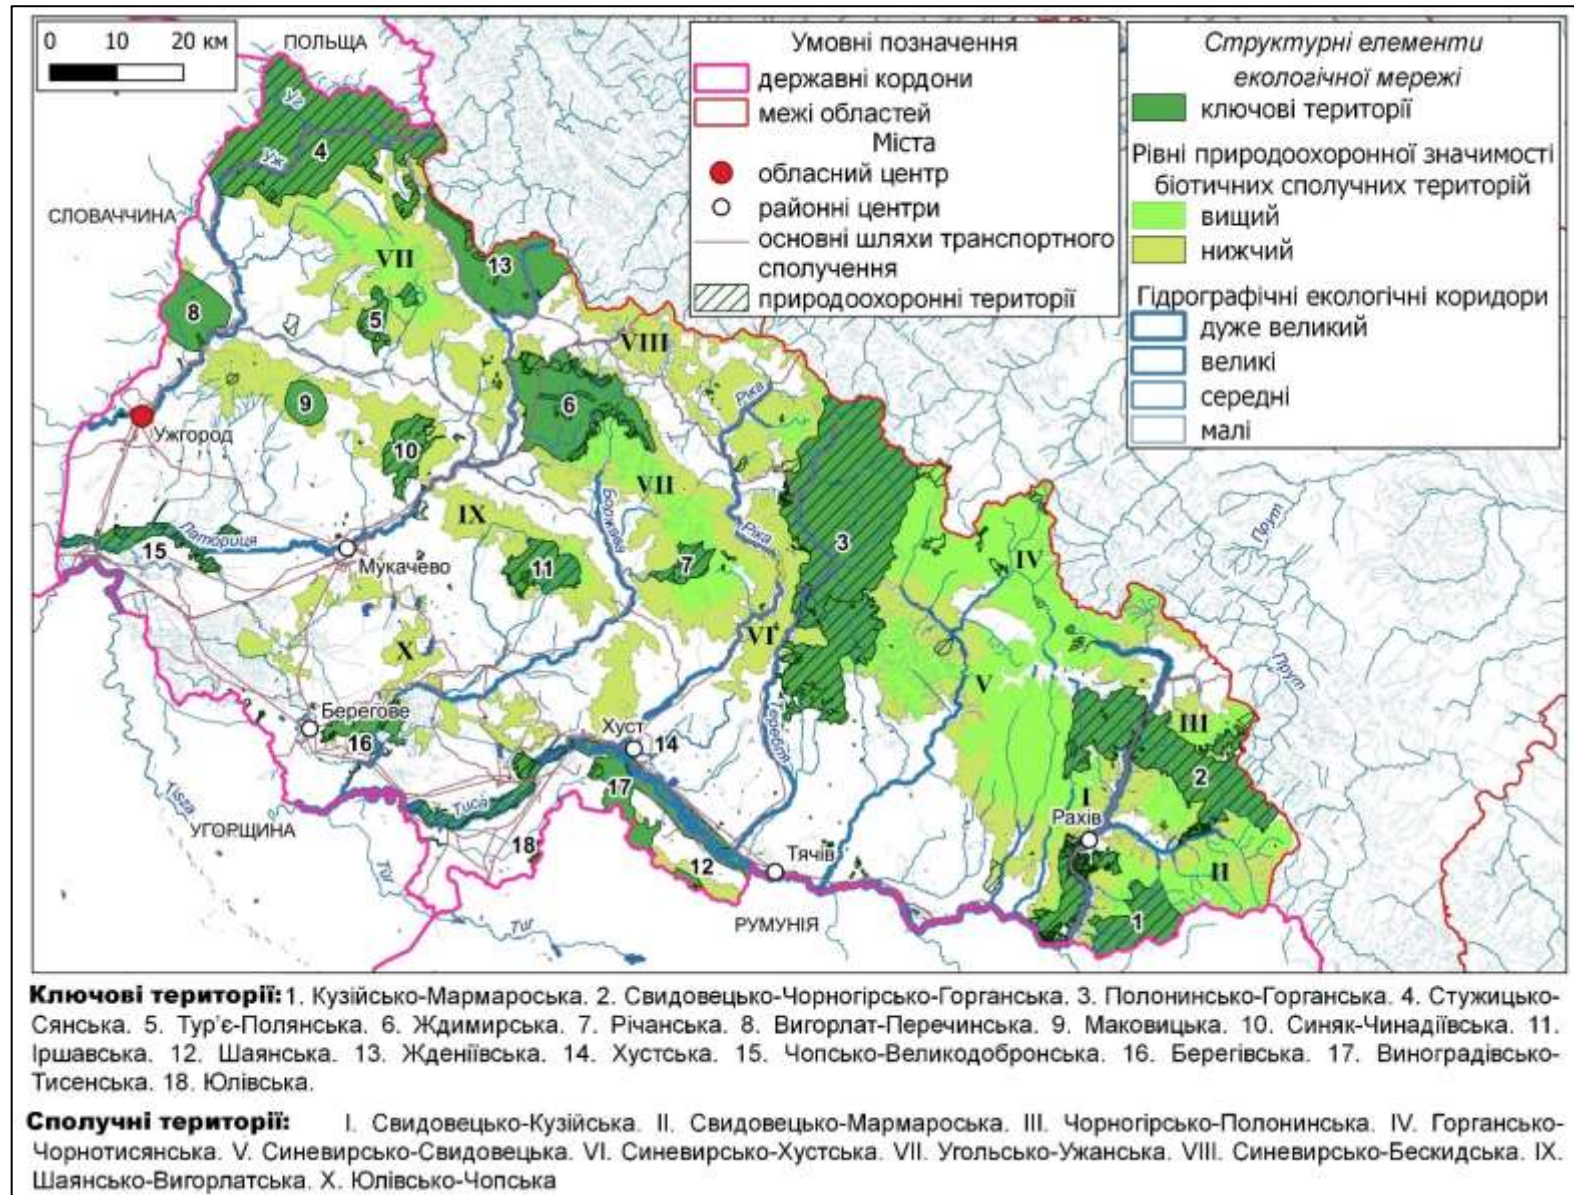 0 10 20 км
ПОЛЬЩА
СЛОВАЧЧИНА
УГОРЩИНА
РУМУНІЯ
Умовні позначення
державні кордони
межі областей
Міста
обласний центр
районні центри
основні шляхи транспортного
сполучення
природоохоронні території
Структурні елементи
екологічної мережі
ключові території
Рівні природоохоронної значимості
біотичних сполучних територій
вищий
нижчий
Гідрографічні екологічні коридори
дуже великий
великі
середні
малі
Уг
Уж
4
VII
13
8
5
VIII
9
6
Ріка
Ужгород
10
3
VII
IX
Боржава
Ріка
IV
Прут
Латориця
15
Мукачево
11
7
X
VI
V
Прут
Берегове
16
Хуст
14
Теребля
III
2
17
I
Рахів
Tisza
Тиса
18
12
Тячів
II
Tur
Tur
1
Ключові території: 1. Кузійсько-Мармароська. 2. Свидовецько-Чорногірсько-Горганська. 3. Полонинсько-Горганська. 4. Стужицько-
Сянська. 5. Тур’є-Полянська. 6. Ждимирська. 7. Річанська. 8. Вигорлат-Перечинська. 9. Маковицька. 10. Синяк-Чинадіївська. 11.
Іршавська. 12. Шаянська. 13. Жденіївська. 14. Хустська. 15. Чопсько-Великодобронська. 16. Берегівська. 17. Виноградівсько-
Тисенська. 18. Юлівська.
Сполучні території: I. Свидовецько-Кузійська. II. Свидовецько-Мармароська. III. Чорногірсько-Полонинська. IV. Горгансько-
Чорнотисянська. V. Синевирсько-Свидовецька. VI. Синевирсько-Хустська. VII. Угольсько-Ужанська. VIII. Синевирсько-Бескидська. IX.
Шаянсько-Вигорлатська. X. Юлівсько-Чопська